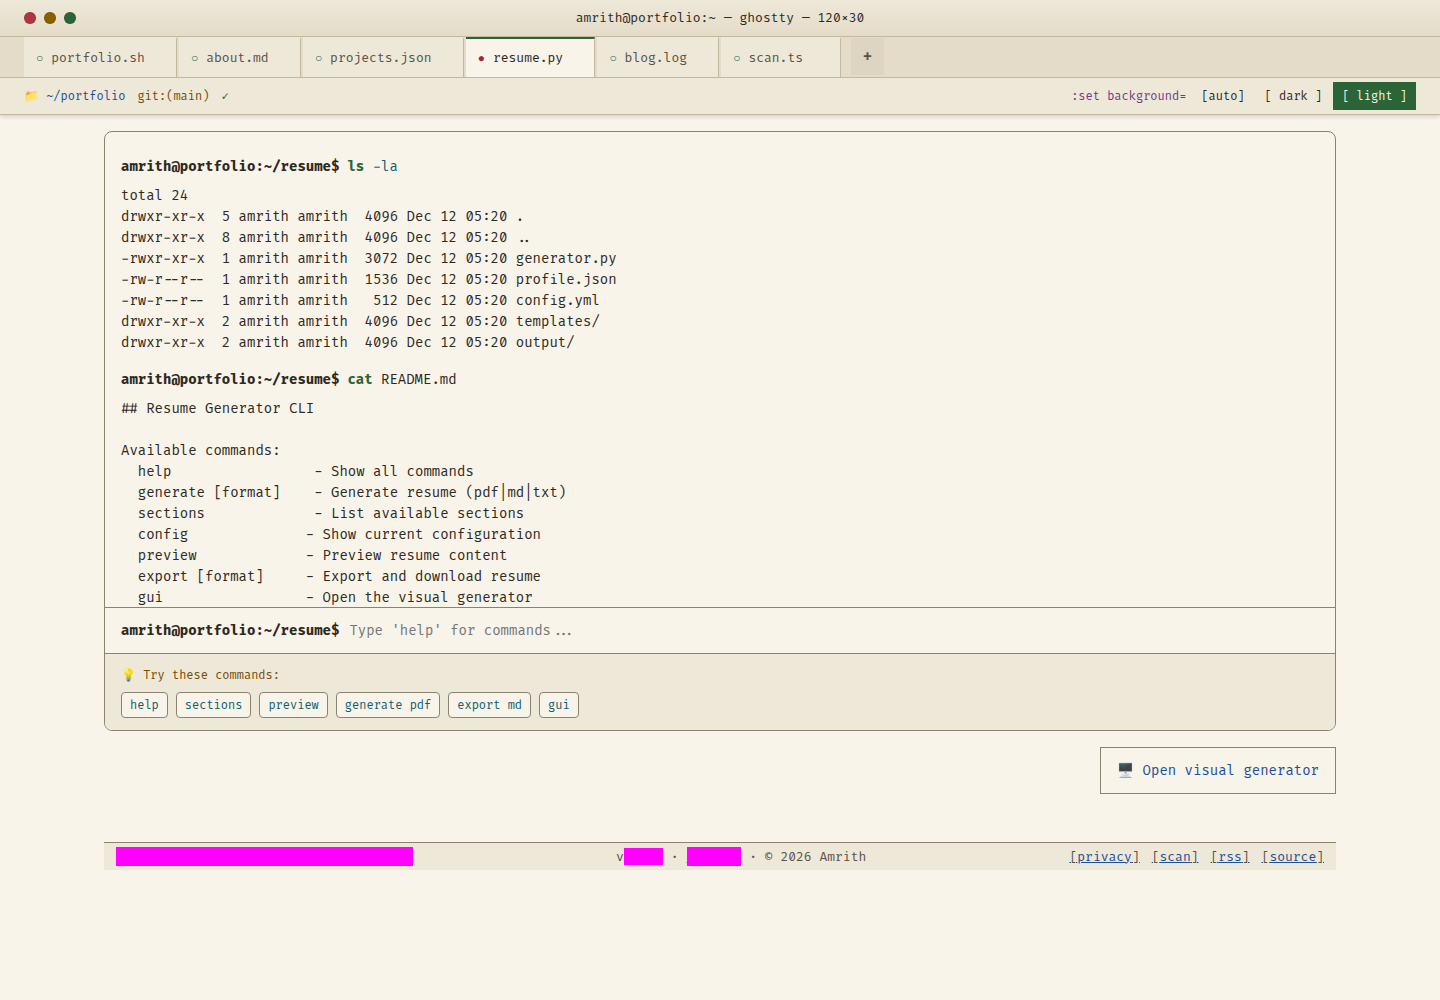 amrith@portfolio:~ — ghostty — 120×30
○ portfolio.sh ○ about.md ○ projects.json ● resume.py ○ blog.log ○ scan.ts +
📁 ~/portfolio git:(main) ✓ :set background= [auto] [ dark ] [ light ]
amrith@portfolio:~/resume$ ls -la
total 24
drwxr-xr-x  5 amrith amrith  4096 Dec 12 05:20 .
drwxr-xr-x  8 amrith amrith  4096 Dec 12 05:20 ..
-rwxr-xr-x  1 amrith amrith  3072 Dec 12 05:20 generator.py
-rw-r--r--  1 amrith amrith  1536 Dec 12 05:20 profile.json
-rw-r--r--  1 amrith amrith   512 Dec 12 05:20 config.yml
drwxr-xr-x  2 amrith amrith  4096 Dec 12 05:20 templates/
drwxr-xr-x  2 amrith amrith  4096 Dec 12 05:20 output/
amrith@portfolio:~/resume$ cat README.md
## Resume Generator CLI
Available commands:
help - Show all commands
generate [format] - Generate resume (pdf|md|txt)
sections - List available sections
config - Show current configuration
preview - Preview resume content
export [format] - Export and download resume
gui - Open the visual generator
amrith@portfolio:~/resume$ Type 'help' for commands...
💡 Try these commands:
help sections preview generate pdf export md gui
🖥️ Open visual generator
v · · © 2026 Amrith [privacy] [scan] [rss] [source]